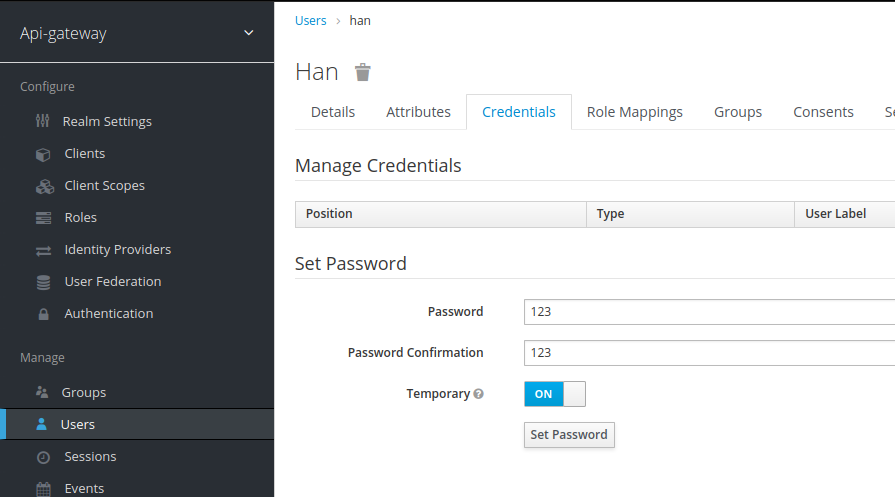 Api-gateway
Configure
Realm Settings
Clients
Client Scopes
Roles
Identity Providers
User Federation
Authentication
Manage
Groups
Users
Sessions
Events
Users › han
Han
Details Attributes Credentials Role Mappings Groups Consents
Manage Credentials
Position Type User Label
Set Password
Password 123
Password Confirmation 123
Temporary ? ON
Set Password